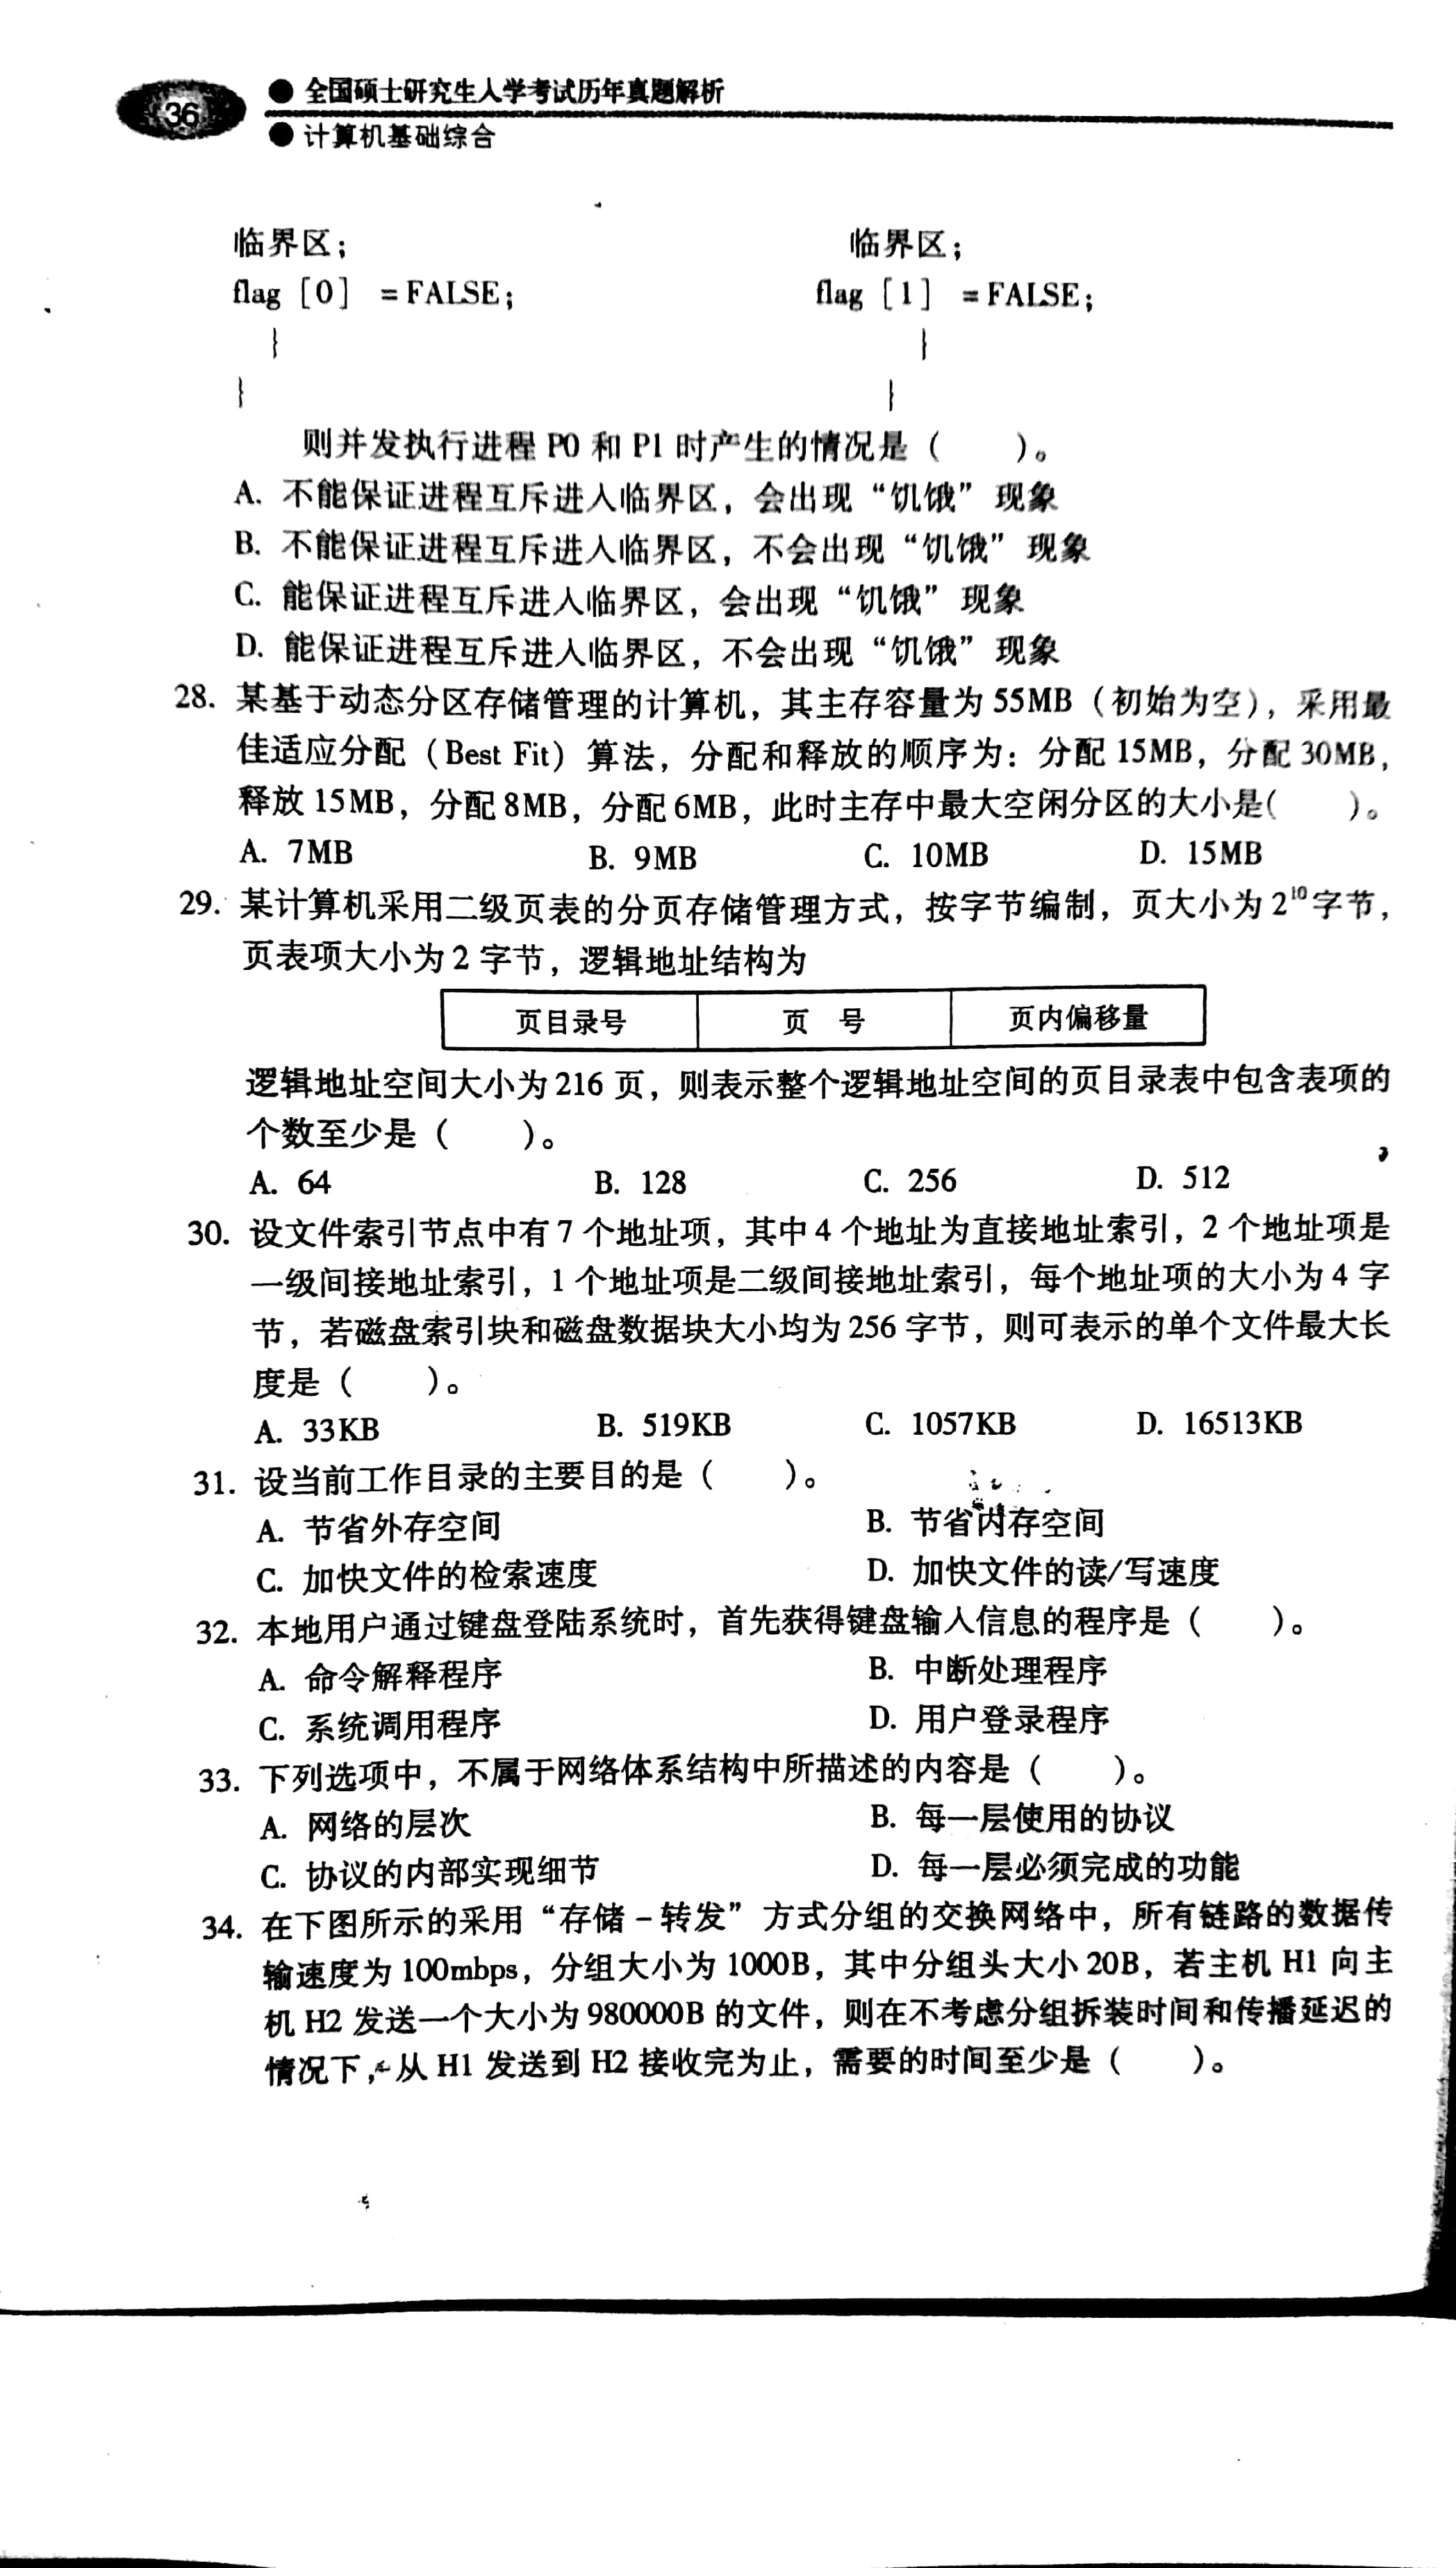 36
● 全国硕士研究生入学考试历年真题解析
● 计算机基础综合
临界区；　　临界区；
flag [0] = FALSE；　　flag [1] = FALSE；
}　　}
}　　}
则并发执行进程 P0 和 P1 时产生的情况是（　　）。
A. 不能保证进程互斥进入临界区，会出现“饥饿”现象
B. 不能保证进程互斥进入临界区，不会出现“饥饿”现象
C. 能保证进程互斥进入临界区，会出现“饥饿”现象
D. 能保证进程互斥进入临界区，不会出现“饥饿”现象
28. 某基于动态分区存储管理的计算机，其主存容量为 55MB（初始为空），采用最
佳适应分配（Best Fit）算法，分配和释放的顺序为：分配 15MB，分配 30MB，
释放 15MB，分配 8MB，分配 6MB，此时主存中最大空闲分区的大小是（　　）。
A. 7MB　　B. 9MB　　C. 10MB　　D. 15MB
29. 某计算机采用二级页表的分页存储管理方式，按字节编制，页大小为 2¹⁰字节，
页表项大小为 2 字节，逻辑地址结构为
页目录号　　页　号　　页内偏移量
逻辑地址空间大小为 216 页，则表示整个逻辑地址空间的页目录表中包含表项的
个数至少是（　　）。
A. 64　　B. 128　　C. 256　　D. 512
30. 设文件索引节点中有 7 个地址项，其中 4 个地址为直接地址索引，2 个地址项是
一级间接地址索引，1 个地址项是二级间接地址索引，每个地址项的大小为 4 字
节，若磁盘索引块和磁盘数据块大小均为 256 字节，则可表示的单个文件最大长
度是（　　）。
A. 33KB　　B. 519KB　　C. 1057KB　　D. 16513KB
31. 设当前工作目录的主要目的是（　　）。
A. 节省外存空间　　B. 节省内存空间
C. 加快文件的检索速度　　D. 加快文件的读/写速度
32. 本地用户通过键盘登陆系统时，首先获得键盘输入信息的程序是（　　）。
A. 命令解释程序　　B. 中断处理程序
C. 系统调用程序　　D. 用户登录程序
33. 下列选项中，不属于网络体系结构中所描述的内容是（　　）。
A. 网络的层次　　B. 每一层使用的协议
C. 协议的内部实现细节　　D. 每一层必须完成的功能
34. 在下图所示的采用“存储－转发”方式分组的交换网络中，所有链路的数据传
输速度为 100mbps，分组大小为 1000B，其中分组头大小 20B，若主机 H1 向主
机 H2 发送一个大小为 980000B 的文件，则在不考虑分组拆装时间和传播延迟的
情况下，从 H1 发送到 H2 接收完为止，需要的时间至少是（　　）。